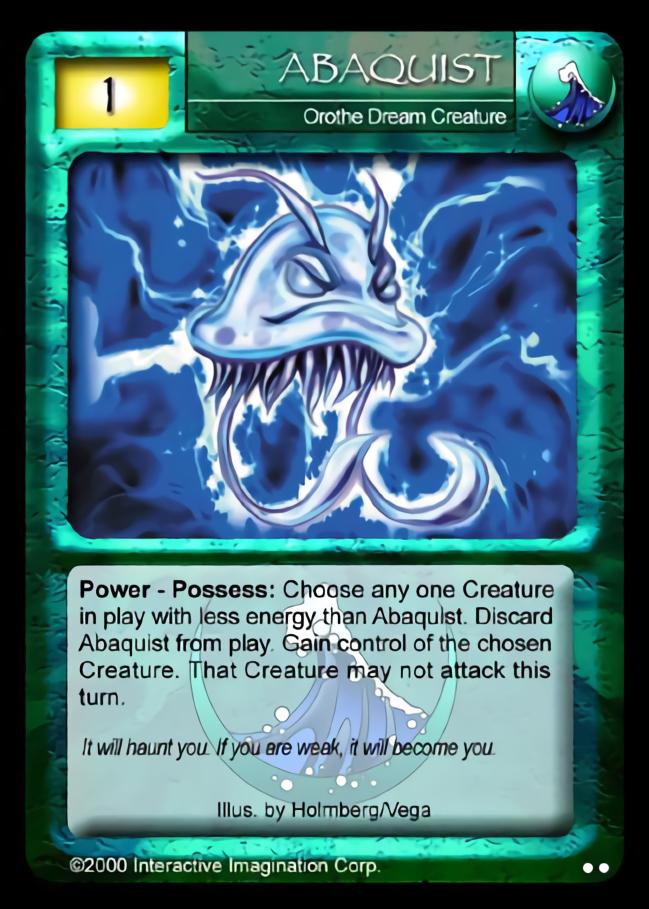 1
ABAQUIST
Orothe Dream Creature
Power - Possess: Choose any one Creature
in play with less energy than Abaquist. Discard
Abaquist from play. Gain control of the chosen
Creature. That Creature may not attack this
turn.
It will haunt you. If you are weak, it will become you.
Illus. by Holmberg/Vega
©2000 Interactive Imagination Corp.